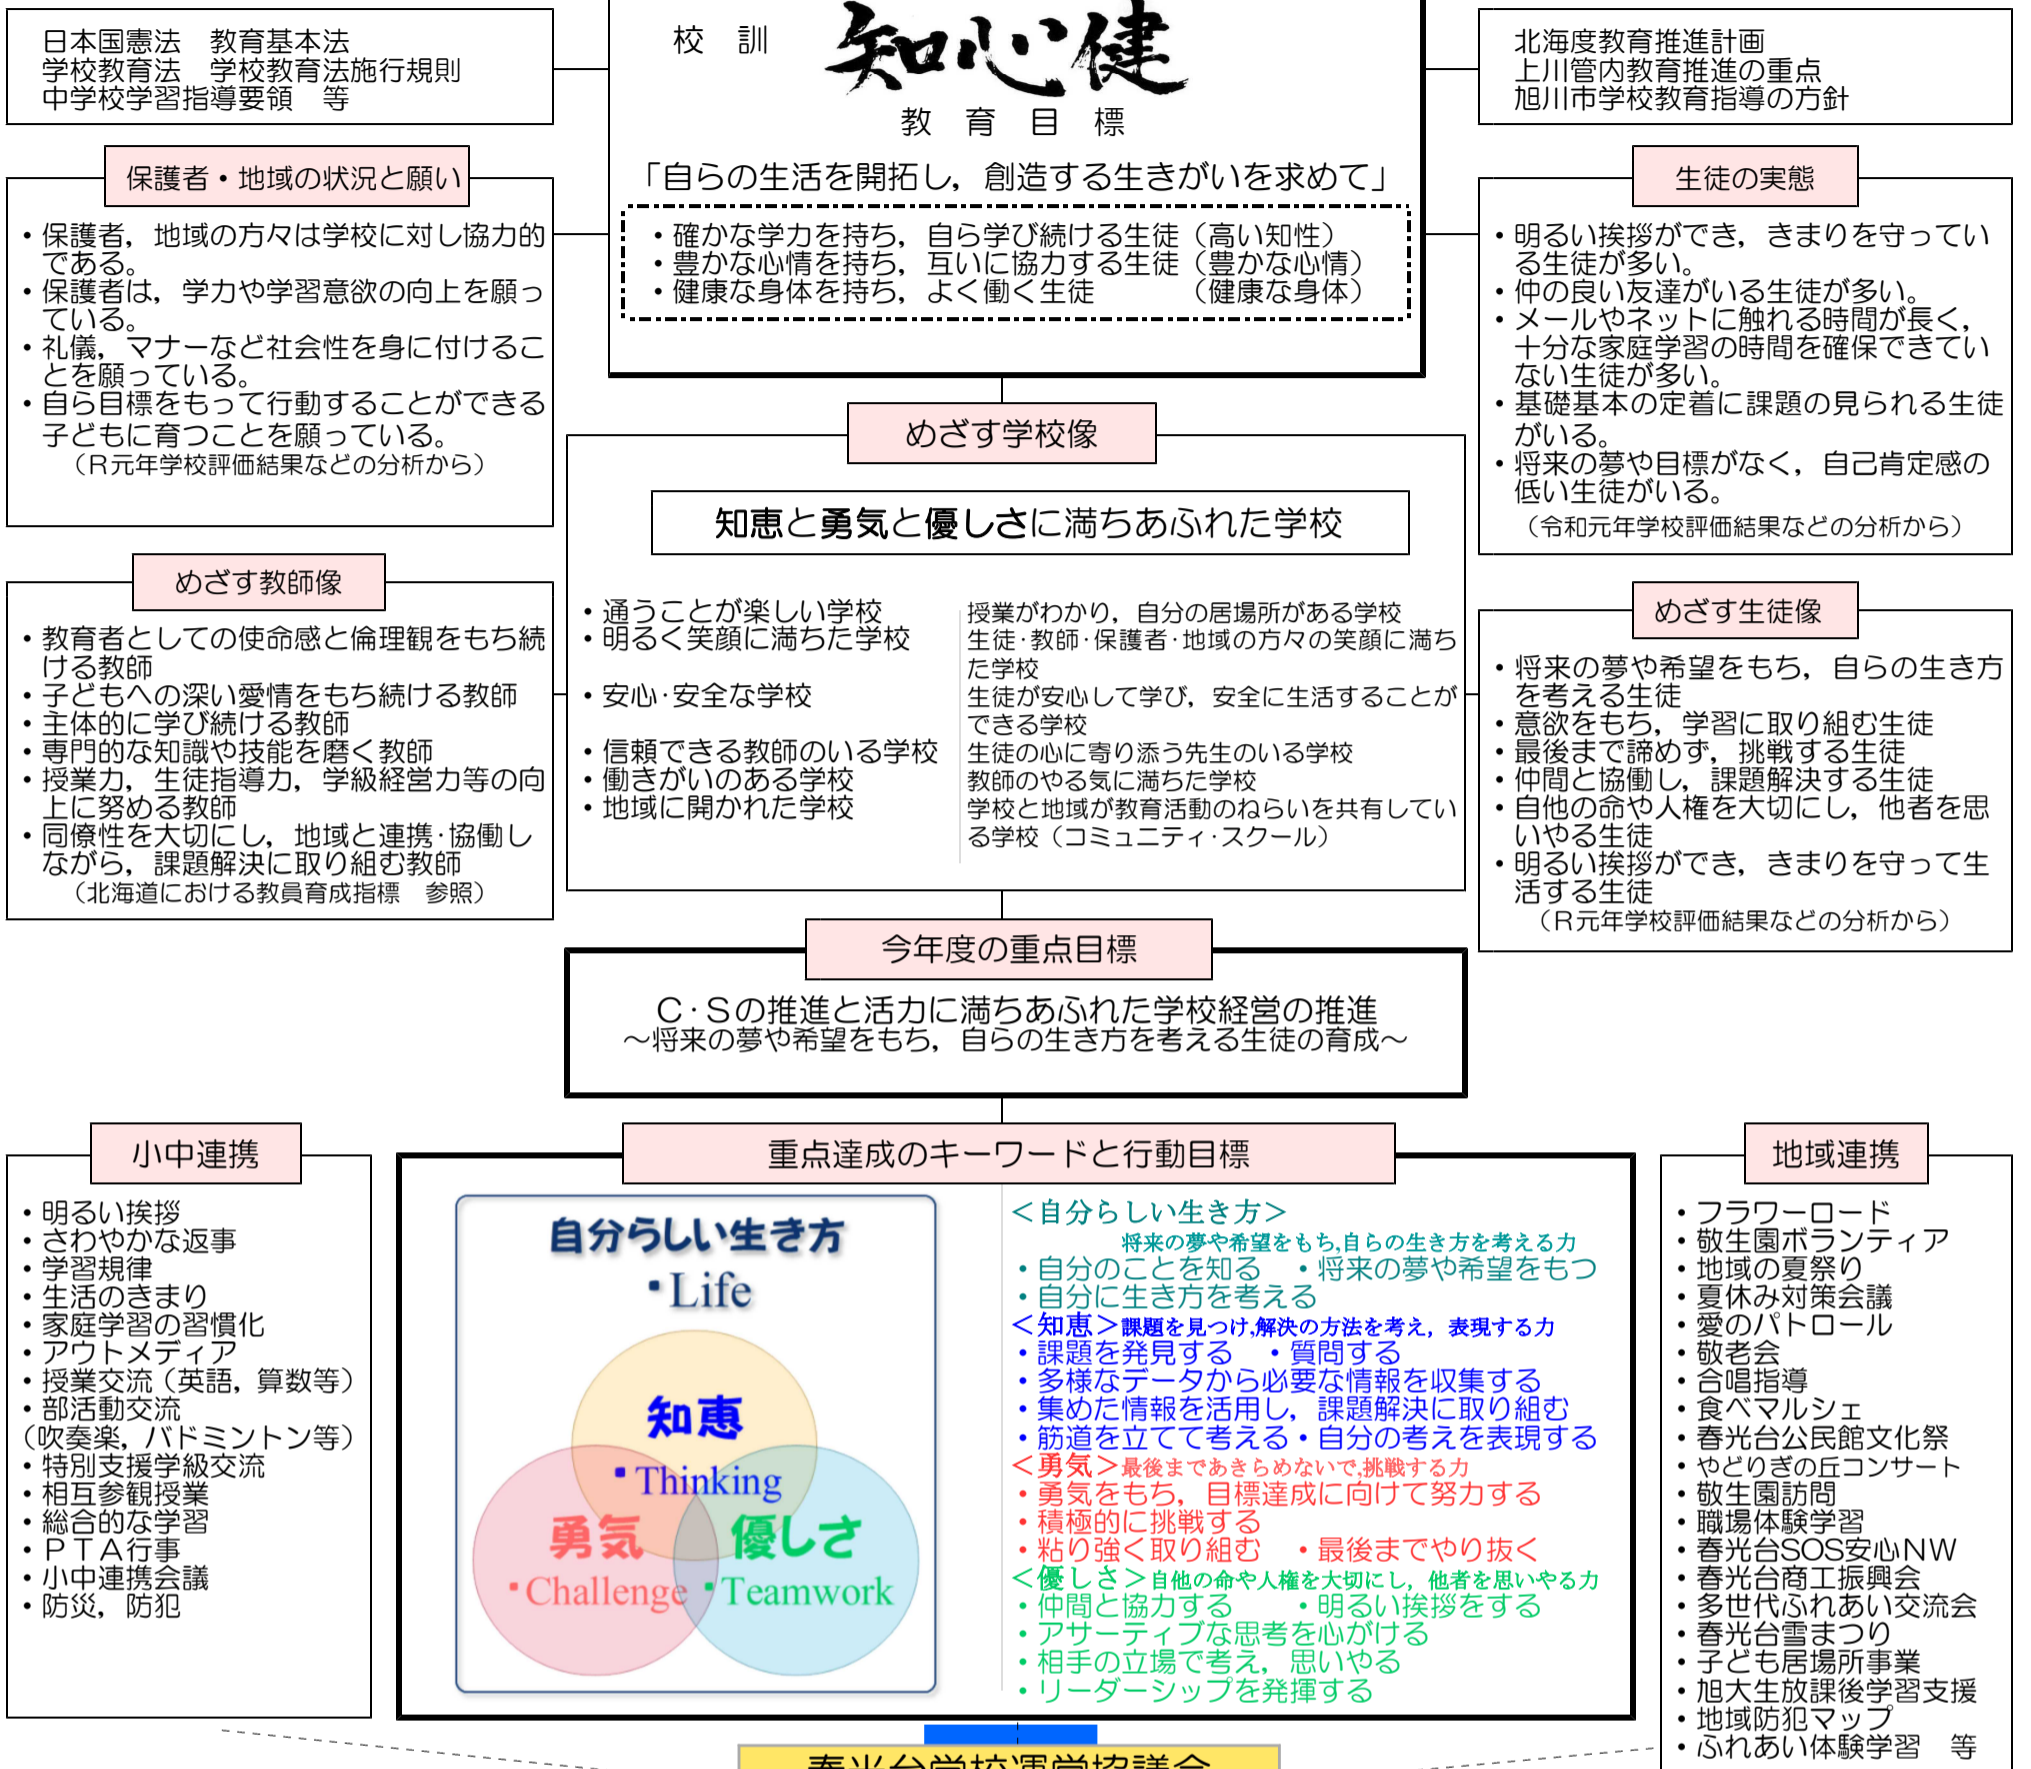 日本国憲法　教育基本法
学校教育法　学校教育法施行規則
中学校学習指導要領　等
校　訓
知心健
教　育　目　標
「自らの生活を開拓し，創造する生きがいを求めて」
・確かな学力を持ち，自ら学び続ける生徒（高い知性）
・豊かな心情を持ち，互いに協力する生徒（豊かな心情）
・健康な身体を持ち，よく働く生徒　　　（健康な身体）
北海度教育推進計画
上川管内教育推進の重点
旭川市学校教育指導の方針
保護者・地域の状況と願い
・保護者，地域の方々は学校に対し協力的
である。
・保護者は，学力や学習意欲の向上を願っ
ている。
・礼儀，マナーなど社会性を身に付けるこ
とを願っている。
・自ら目標をもって行動することができる
子どもに育つことを願っている。
（Ｒ元年学校評価結果などの分析から）
生徒の実態
・明るい挨拶ができ，きまりを守ってい
る生徒が多い。
・仲の良い友達がいる生徒が多い。
・メールやネットに触れる時間が長く，
十分な家庭学習の時間を確保できてい
ない生徒が多い。
・基礎基本の定着に課題の見られる生徒
がいる。
・将来の夢や目標がなく，自己肯定感の
低い生徒がいる。
（令和元年学校評価結果などの分析から）
めざす学校像
知恵と勇気と優しさに満ちあふれた学校
・通うことが楽しい学校　授業がわかり，自分の居場所がある学校
・明るく笑顔に満ちた学校　生徒・教師・保護者・地域の方々の笑顔に満ち
た学校
・安心・安全な学校　生徒が安心して学び，安全に生活することが
できる学校
・信頼できる教師のいる学校　生徒の心に寄り添う先生のいる学校
・働きがいのある学校　教師のやる気に満ちた学校
・地域に開かれた学校　学校と地域が教育活動のねらいを共有してい
る学校（コミュニティ・スクール）
めざす教師像
・教育者としての使命感と倫理観をもち続
ける教師
・子どもへの深い愛情をもち続ける教師
・主体的に学び続ける教師
・専門的な知識や技能を磨く教師
・授業力，生徒指導力，学級経営力等の向
上に努める教師
・同僚性を大切にし，地域と連携・協働し
ながら，課題解決に取り組む教師
（北海道における教員育成指標　参照）
めざす生徒像
・将来の夢や希望をもち，自らの生き方
を考える生徒
・意欲をもち，学習に取り組む生徒
・最後まで諦めず，挑戦する生徒
・仲間と協働し，課題解決する生徒
・自他の命や人権を大切にし，他者を思
いやる生徒
・明るい挨拶ができ，きまりを守って生
活する生徒
（Ｒ元年学校評価結果などの分析から）
今年度の重点目標
Ｃ・Ｓの推進と活力に満ちあふれた学校経営の推進
～将来の夢や希望をもち，自らの生き方を考える生徒の育成～
小中連携
・明るい挨拶
・さわやかな返事
・学習規律
・生活のきまり
・家庭学習の習慣化
・アウトメディア
・授業交流（英語，算数等）
・部活動交流
（吹奏楽，バドミントン等）
・特別支援学級交流
・相互参観授業
・総合的な学習
・ＰＴＡ行事
・小中連携会議
・防災，防犯
重点達成のキーワードと行動目標
自分らしい生き方
・Life
知恵
・Thinking
勇気
・Challenge
優しさ
・Teamwork
＜自分らしい生き方＞
将来の夢や希望をもち,自らの生き方を考える力
・自分のことを知る　・将来の夢や希望をもつ
・自分に生き方を考える
＜知恵＞課題を見つけ,解決の方法を考え，表現する力
・課題を発見する　・質問する
・多様なデータから必要な情報を収集する
・集めた情報を活用し，課題解決に取り組む
・筋道を立てて考える・自分の考えを表現する
＜勇気＞最後まであきらめないで,挑戦する力
・勇気をもち，目標達成に向けて努力する
・積極的に挑戦する
・粘り強く取り組む　・最後までやり抜く
＜優しさ＞自他の命や人権を大切にし，他者を思いやる力
・仲間と協力する　　・明るい挨拶をする
・アサーティブな思考を心がける
・相手の立場で考え，思いやる
・リーダーシップを発揮する
地域連携
・フラワーロード
・敬生園ボランティア
・地域の夏祭り
・夏休み対策会議
・愛のパトロール
・敬老会
・合唱指導
・食べマルシェ
・春光台公民館文化祭
・やどりぎの丘コンサート
・敬生園訪問
・職場体験学習
・春光台SOS安心ＮＷ
・春光台商工振興会
・多世代ふれあい交流会
・春光台雪まつり
・子ども居場所事業
・旭大生放課後学習支援
・地域防犯マップ
・ふれあい体験学習　等
春光台学校運営協議会